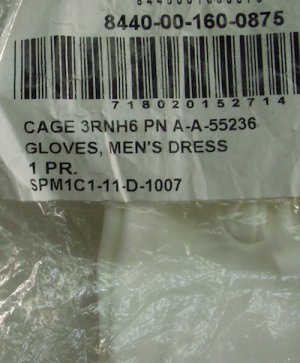 8440-00-160-0875
718020152714
CAGE 3RNH6 PN A-A-55236
GLOVES, MEN'S DRESS
1 PR.
SPM1C1-11-D-1007